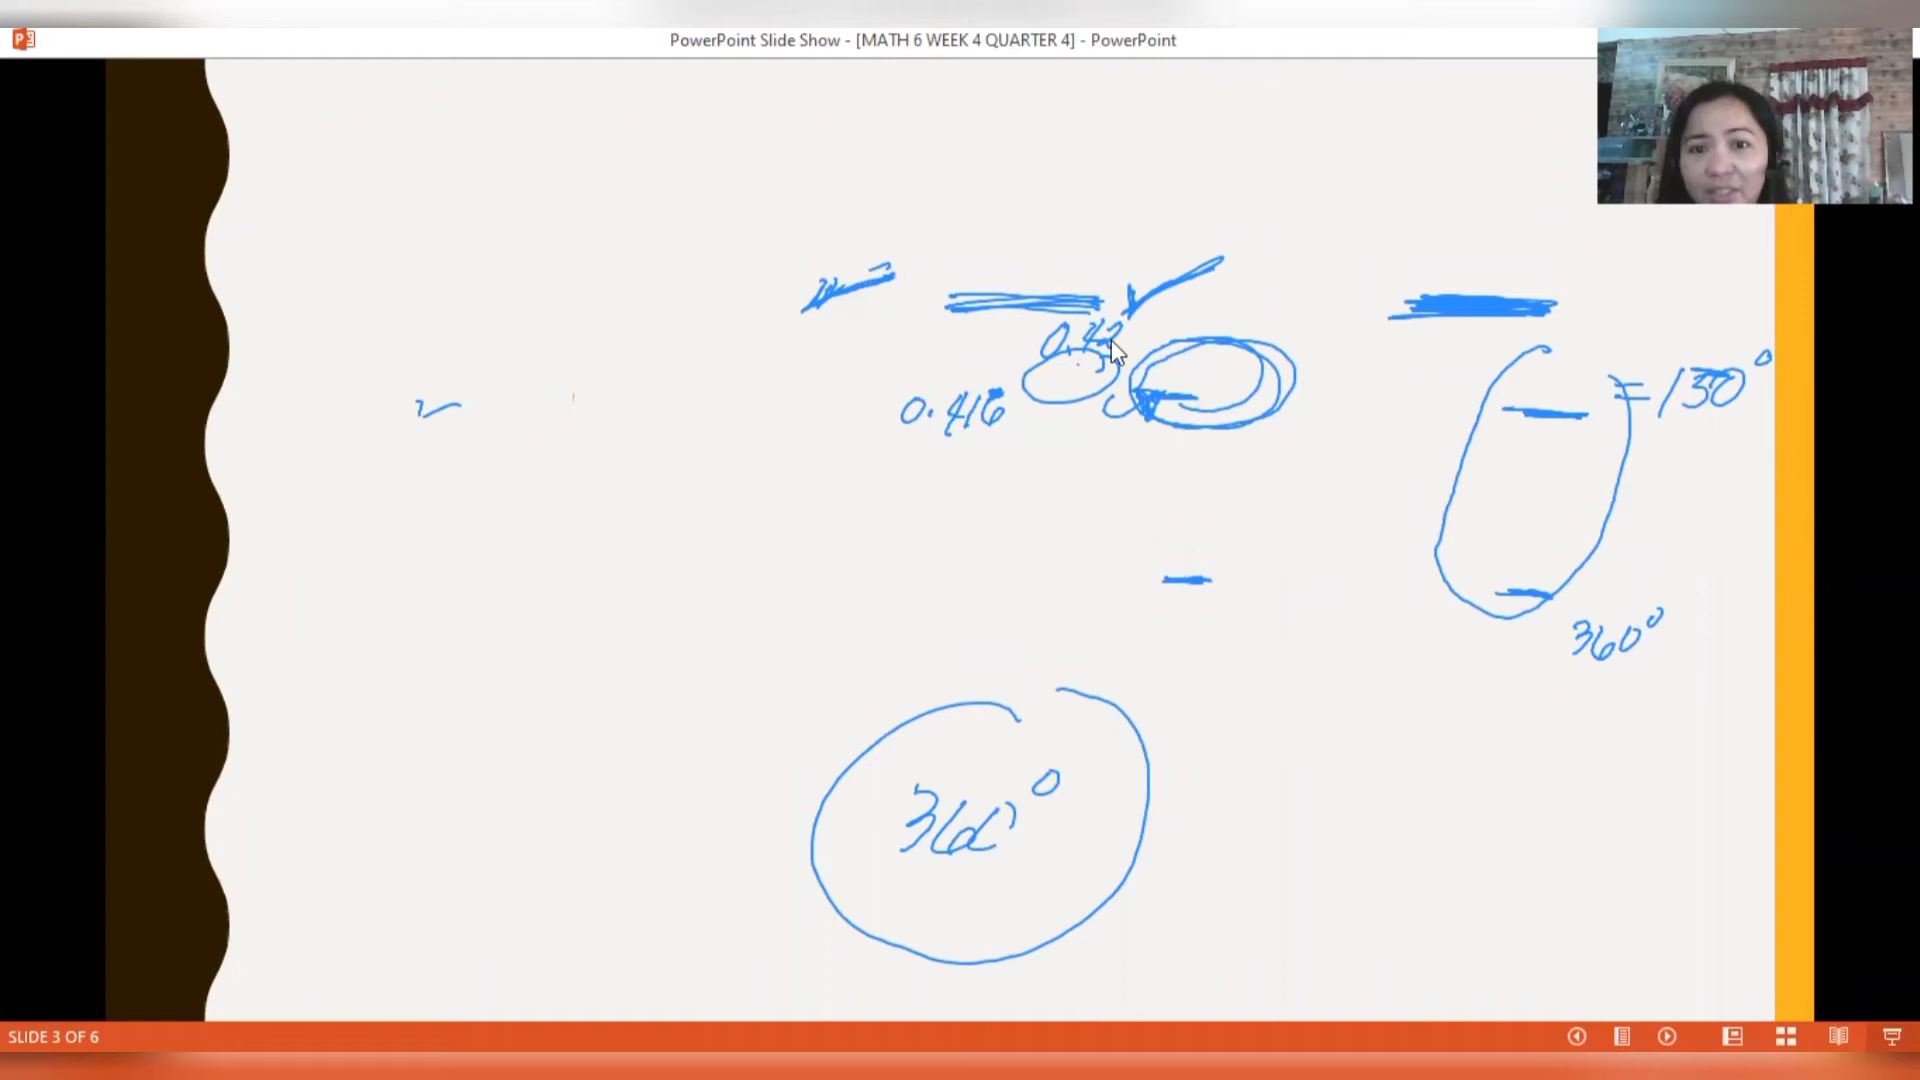 PowerPoint Slide Show - [MATH 6 WEEK 4 QUARTER 4] - PowerPoint
0.42
0.416
= 150°
360°
360°
SLIDE 3 OF 6